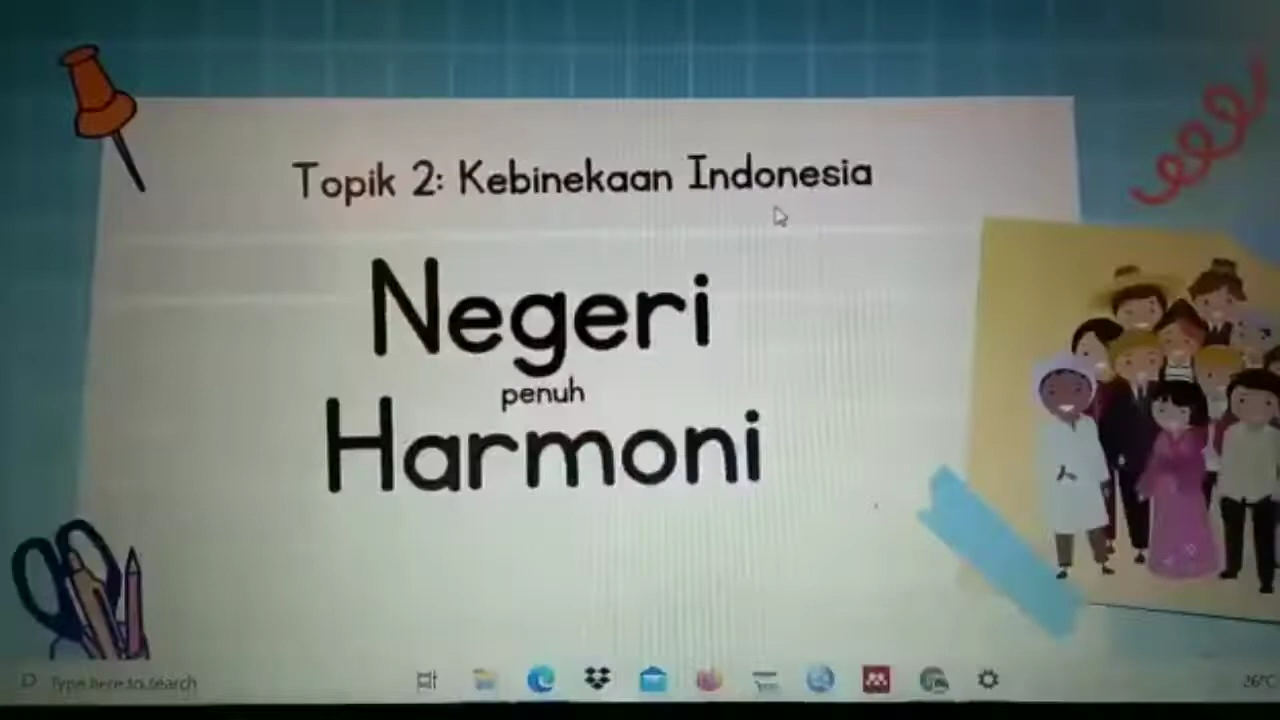 Topik 2: Kebinekaan Indonesia
Negeri
penuh
Harmoni
Type here to search
26°C